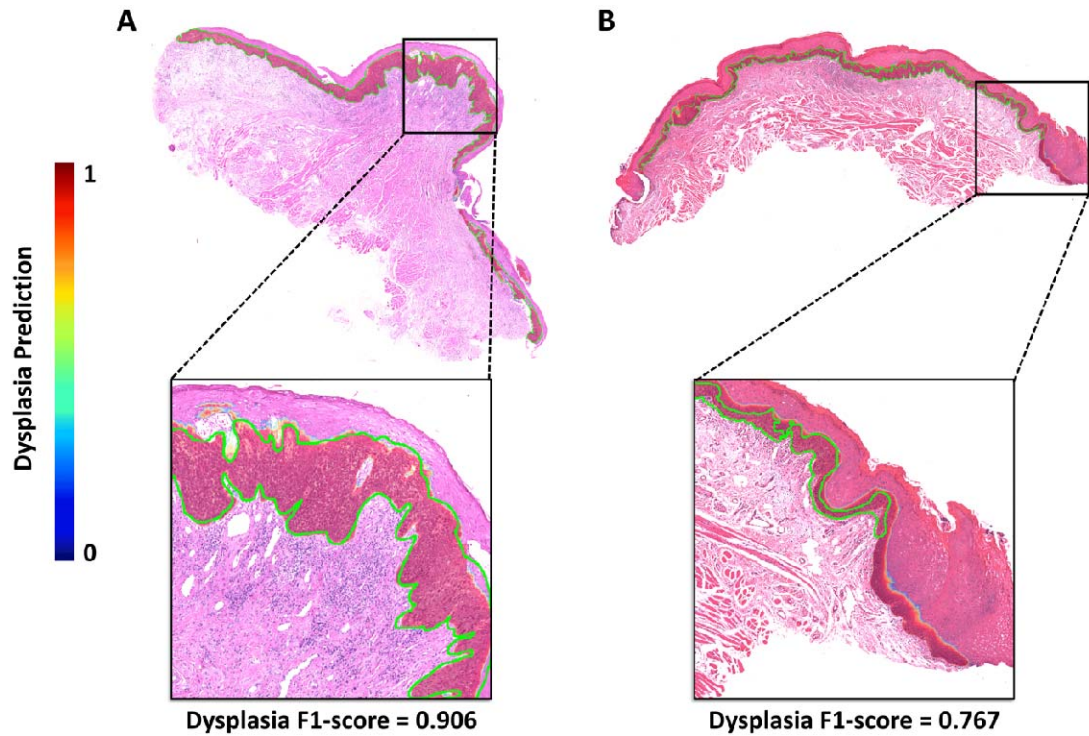 A
B
1
Dysplasia Prediction
0
Dysplasia F1-score = 0.906
Dysplasia F1-score = 0.767